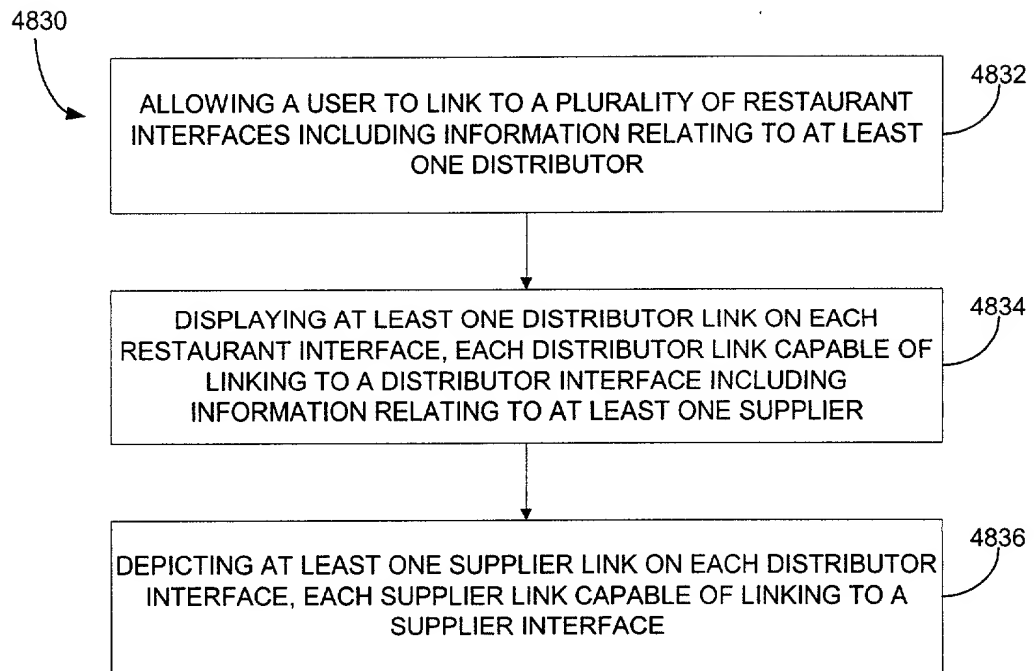 4830
4832
ALLOWING A USER TO LINK TO A PLURALITY OF RESTAURANT
INTERFACES INCLUDING INFORMATION RELATING TO AT LEAST
ONE DISTRIBUTOR
4834
DISPLAYING AT LEAST ONE DISTRIBUTOR LINK ON EACH
RESTAURANT INTERFACE, EACH DISTRIBUTOR LINK CAPABLE OF
LINKING TO A DISTRIBUTOR INTERFACE INCLUDING
INFORMATION RELATING TO AT LEAST ONE SUPPLIER
4836
DEPICTING AT LEAST ONE SUPPLIER LINK ON EACH DISTRIBUTOR
INTERFACE, EACH SUPPLIER LINK CAPABLE OF LINKING TO A
SUPPLIER INTERFACE